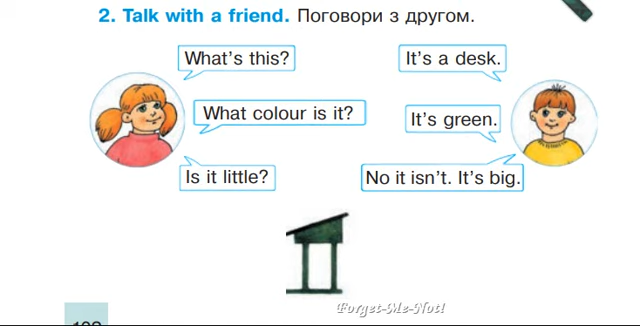 2. Talk with a friend. Поговори з другом.
What's this?
It's a desk.
What colour is it?
It's green.
Is it little?
No it isn't. It's big.
Forget-Me-Not!